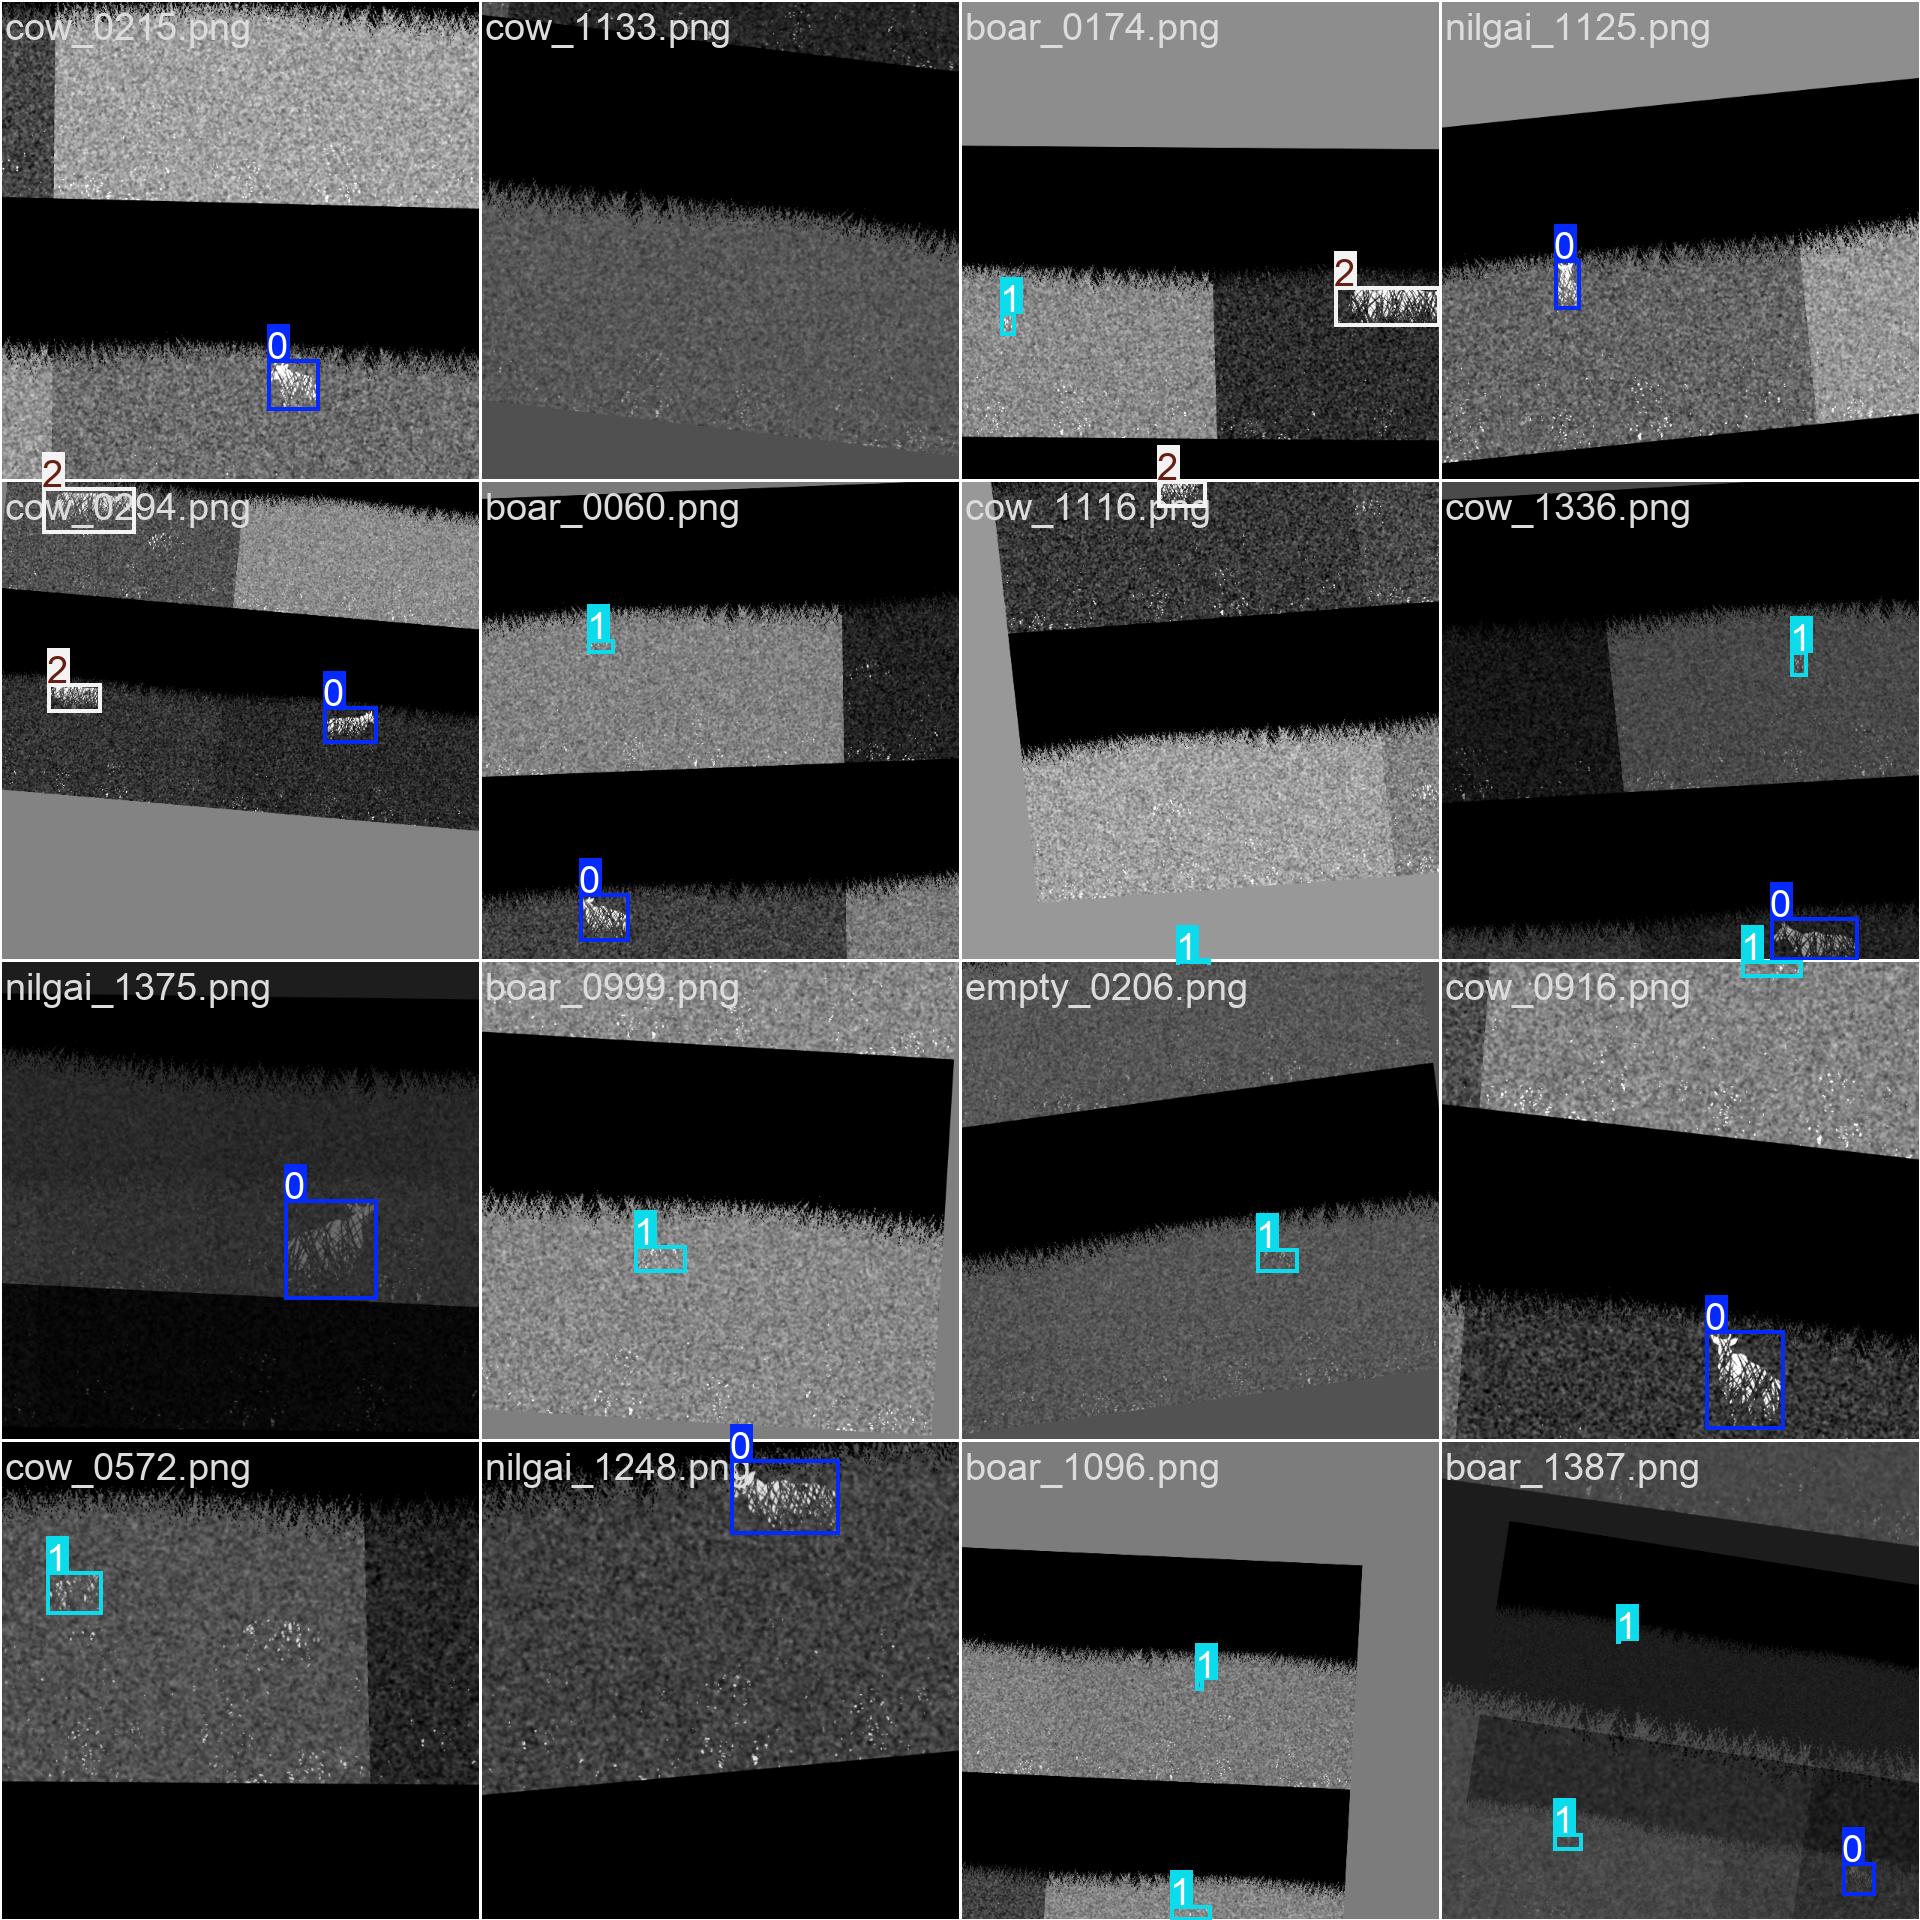 cow_0215.png
cow_1133.png
boar_0174.png
nilgai_1125.png
0
2
1
0
2
2
cow_0294.png
boar_0060.png
cow_1116.png
cow_1336.png
1
1
2
0
0
0
1
1
nilgai_1375.png
boar_0999.png
empty_0206.png
cow_0916.png
0
1
1
0
0
cow_0572.png
nilgai_1248.png
boar_1096.png
boar_1387.png
1
1
1
1
0
1